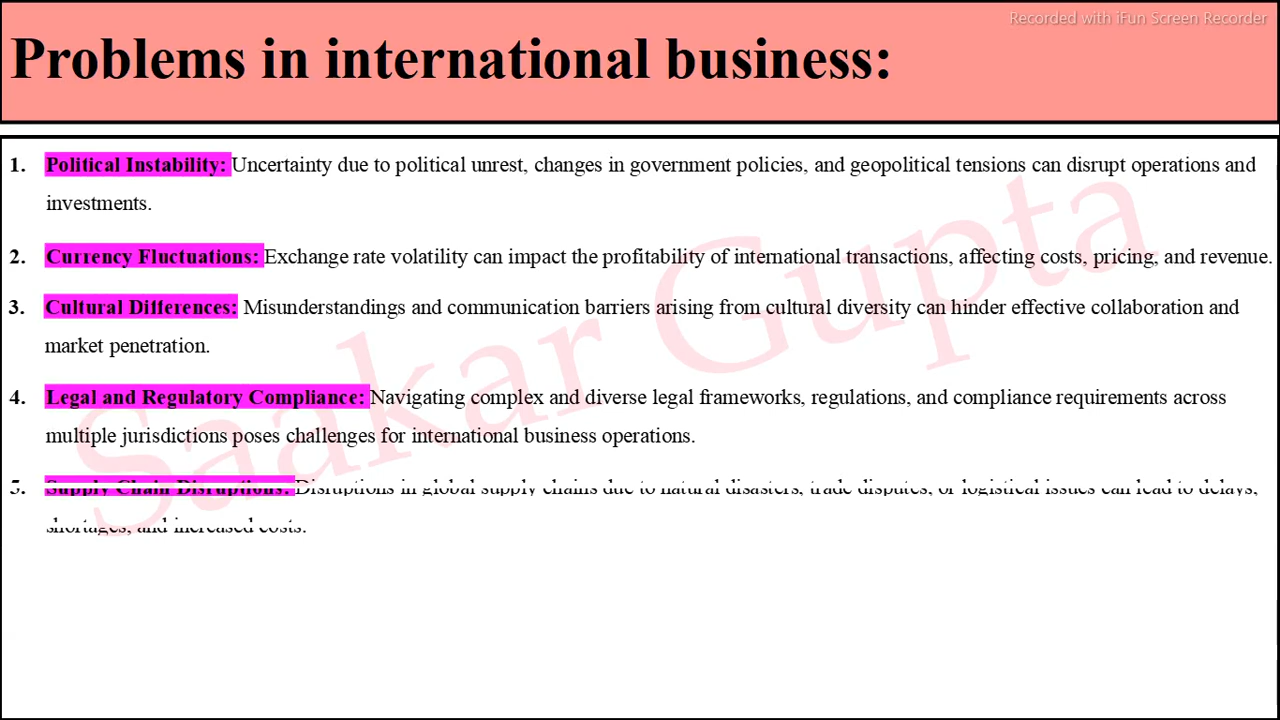 Recorded with iFun Screen Recorder
Problems in international business:
1. Political Instability: Uncertainty due to political unrest, changes in government policies, and geopolitical tensions can disrupt operations and
investments.
2. Currency Fluctuations: Exchange rate volatility can impact the profitability of international transactions, affecting costs, pricing, and revenue.
3. Cultural Differences: Misunderstandings and communication barriers arising from cultural diversity can hinder effective collaboration and
market penetration.
4. Legal and Regulatory Compliance: Navigating complex and diverse legal frameworks, regulations, and compliance requirements across
multiple jurisdictions poses challenges for international business operations.
5. Supply Chain Disruptions: Disruptions in global supply chains due to natural disasters, trade disputes, or logistical issues can lead to delays,
shortages, and increased costs.
Saakar Gupta